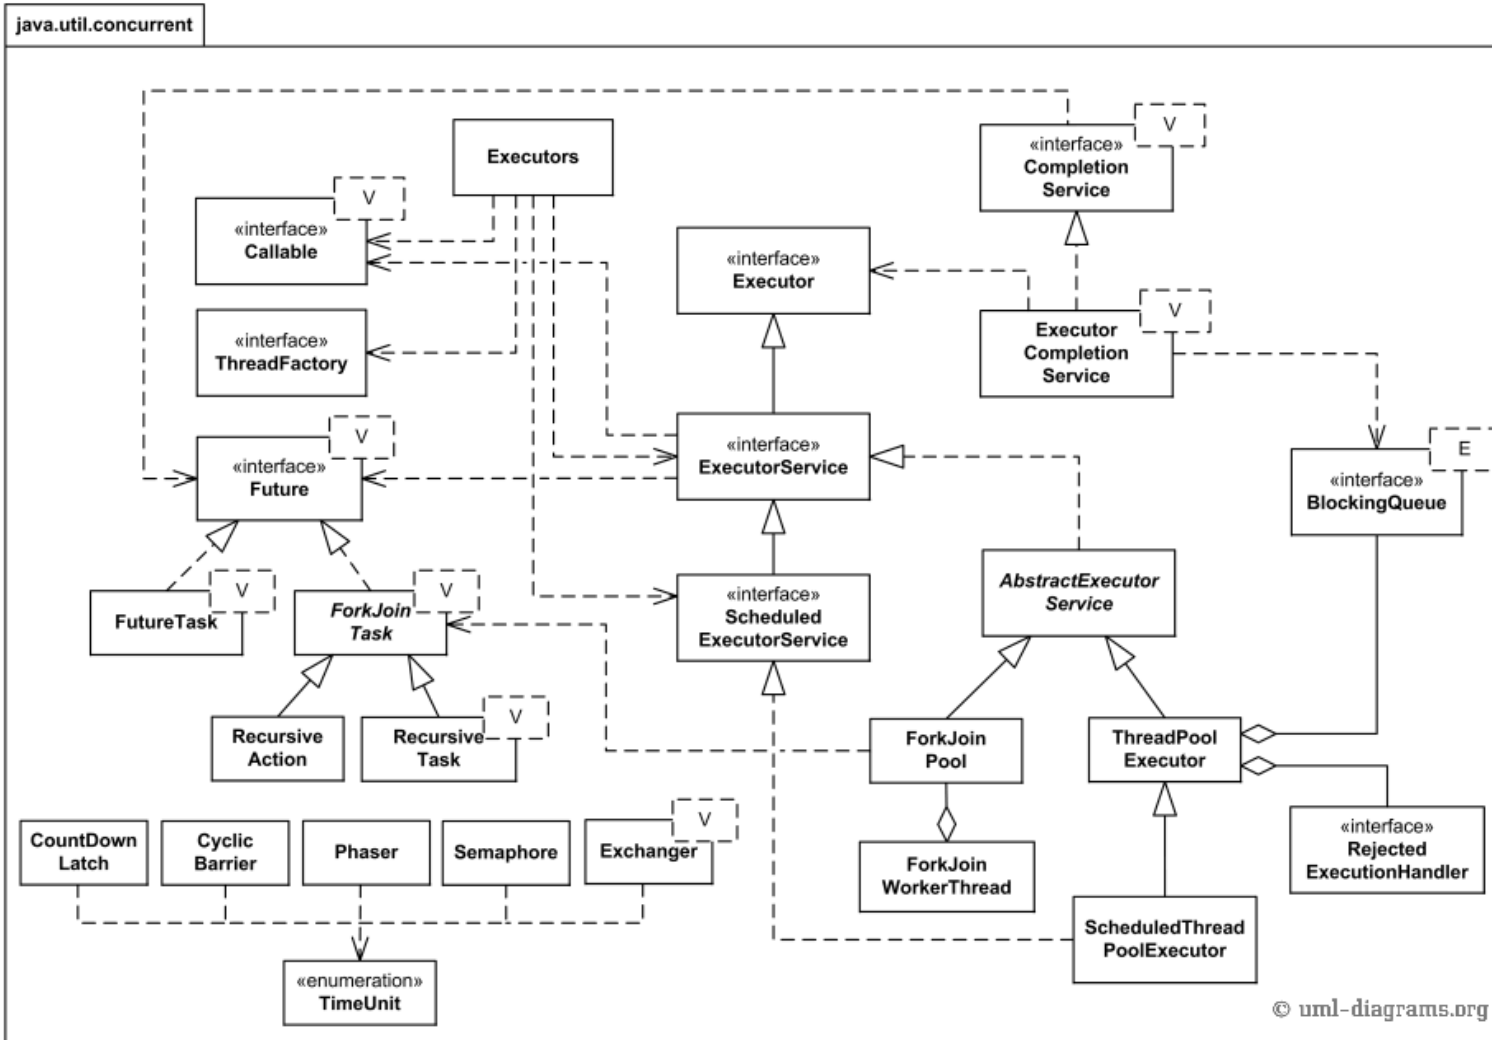 java.util.concurrent
Executors
V
«interface»
Callable
V
«interface»
Completion
Service
«interface»
Executor
«interface»
ThreadFactory
V
Executor
Completion
Service
V
«interface»
Future
«interface»
ExecutorService
E
«interface»
BlockingQueue
V
FutureTask
V
ForkJoin
Task
«interface»
Scheduled
ExecutorService
AbstractExecutor
Service
Recursive
Action
V
Recursive
Task
ForkJoin
Pool
ThreadPool
Executor
CountDown
Latch
Cyclic
Barrier
Phaser
Semaphore
V
Exchanger
ForkJoin
WorkerThread
«interface»
Rejected
ExecutionHandler
ScheduledThread
PoolExecutor
«enumeration»
TimeUnit
© uml-diagrams.org